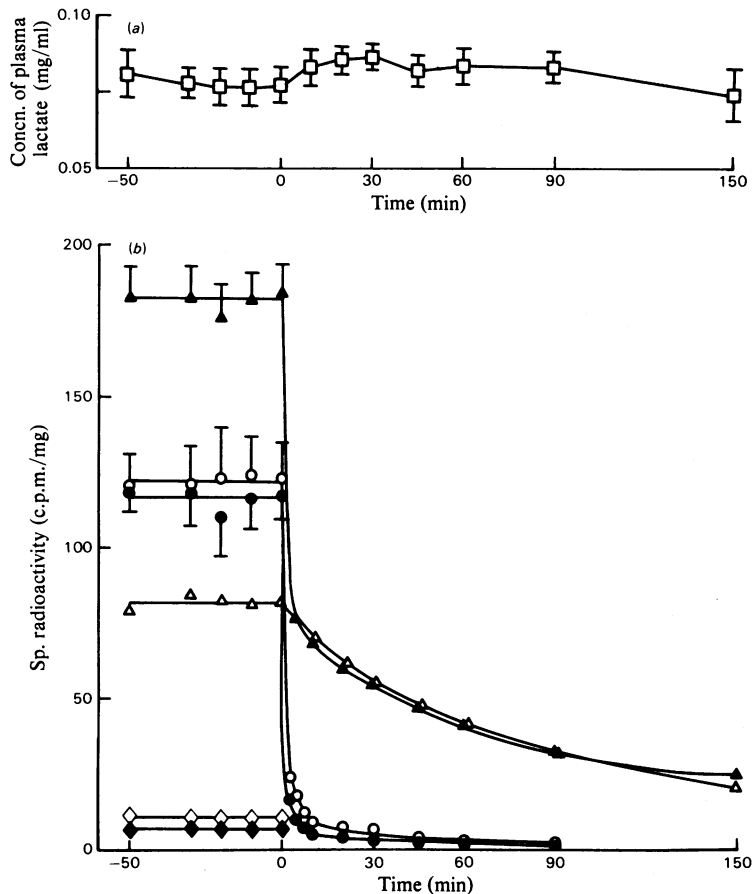 (a)
0.10
0.05
Concn. of plasma
lactate (mg/ml)
−50 0 30 60 90 150
Time (min)
(b)
200
150
100
50
0
Sp. radioactivity (c.p.m./mg)
−50 0 30 60 90 150
Time (min)